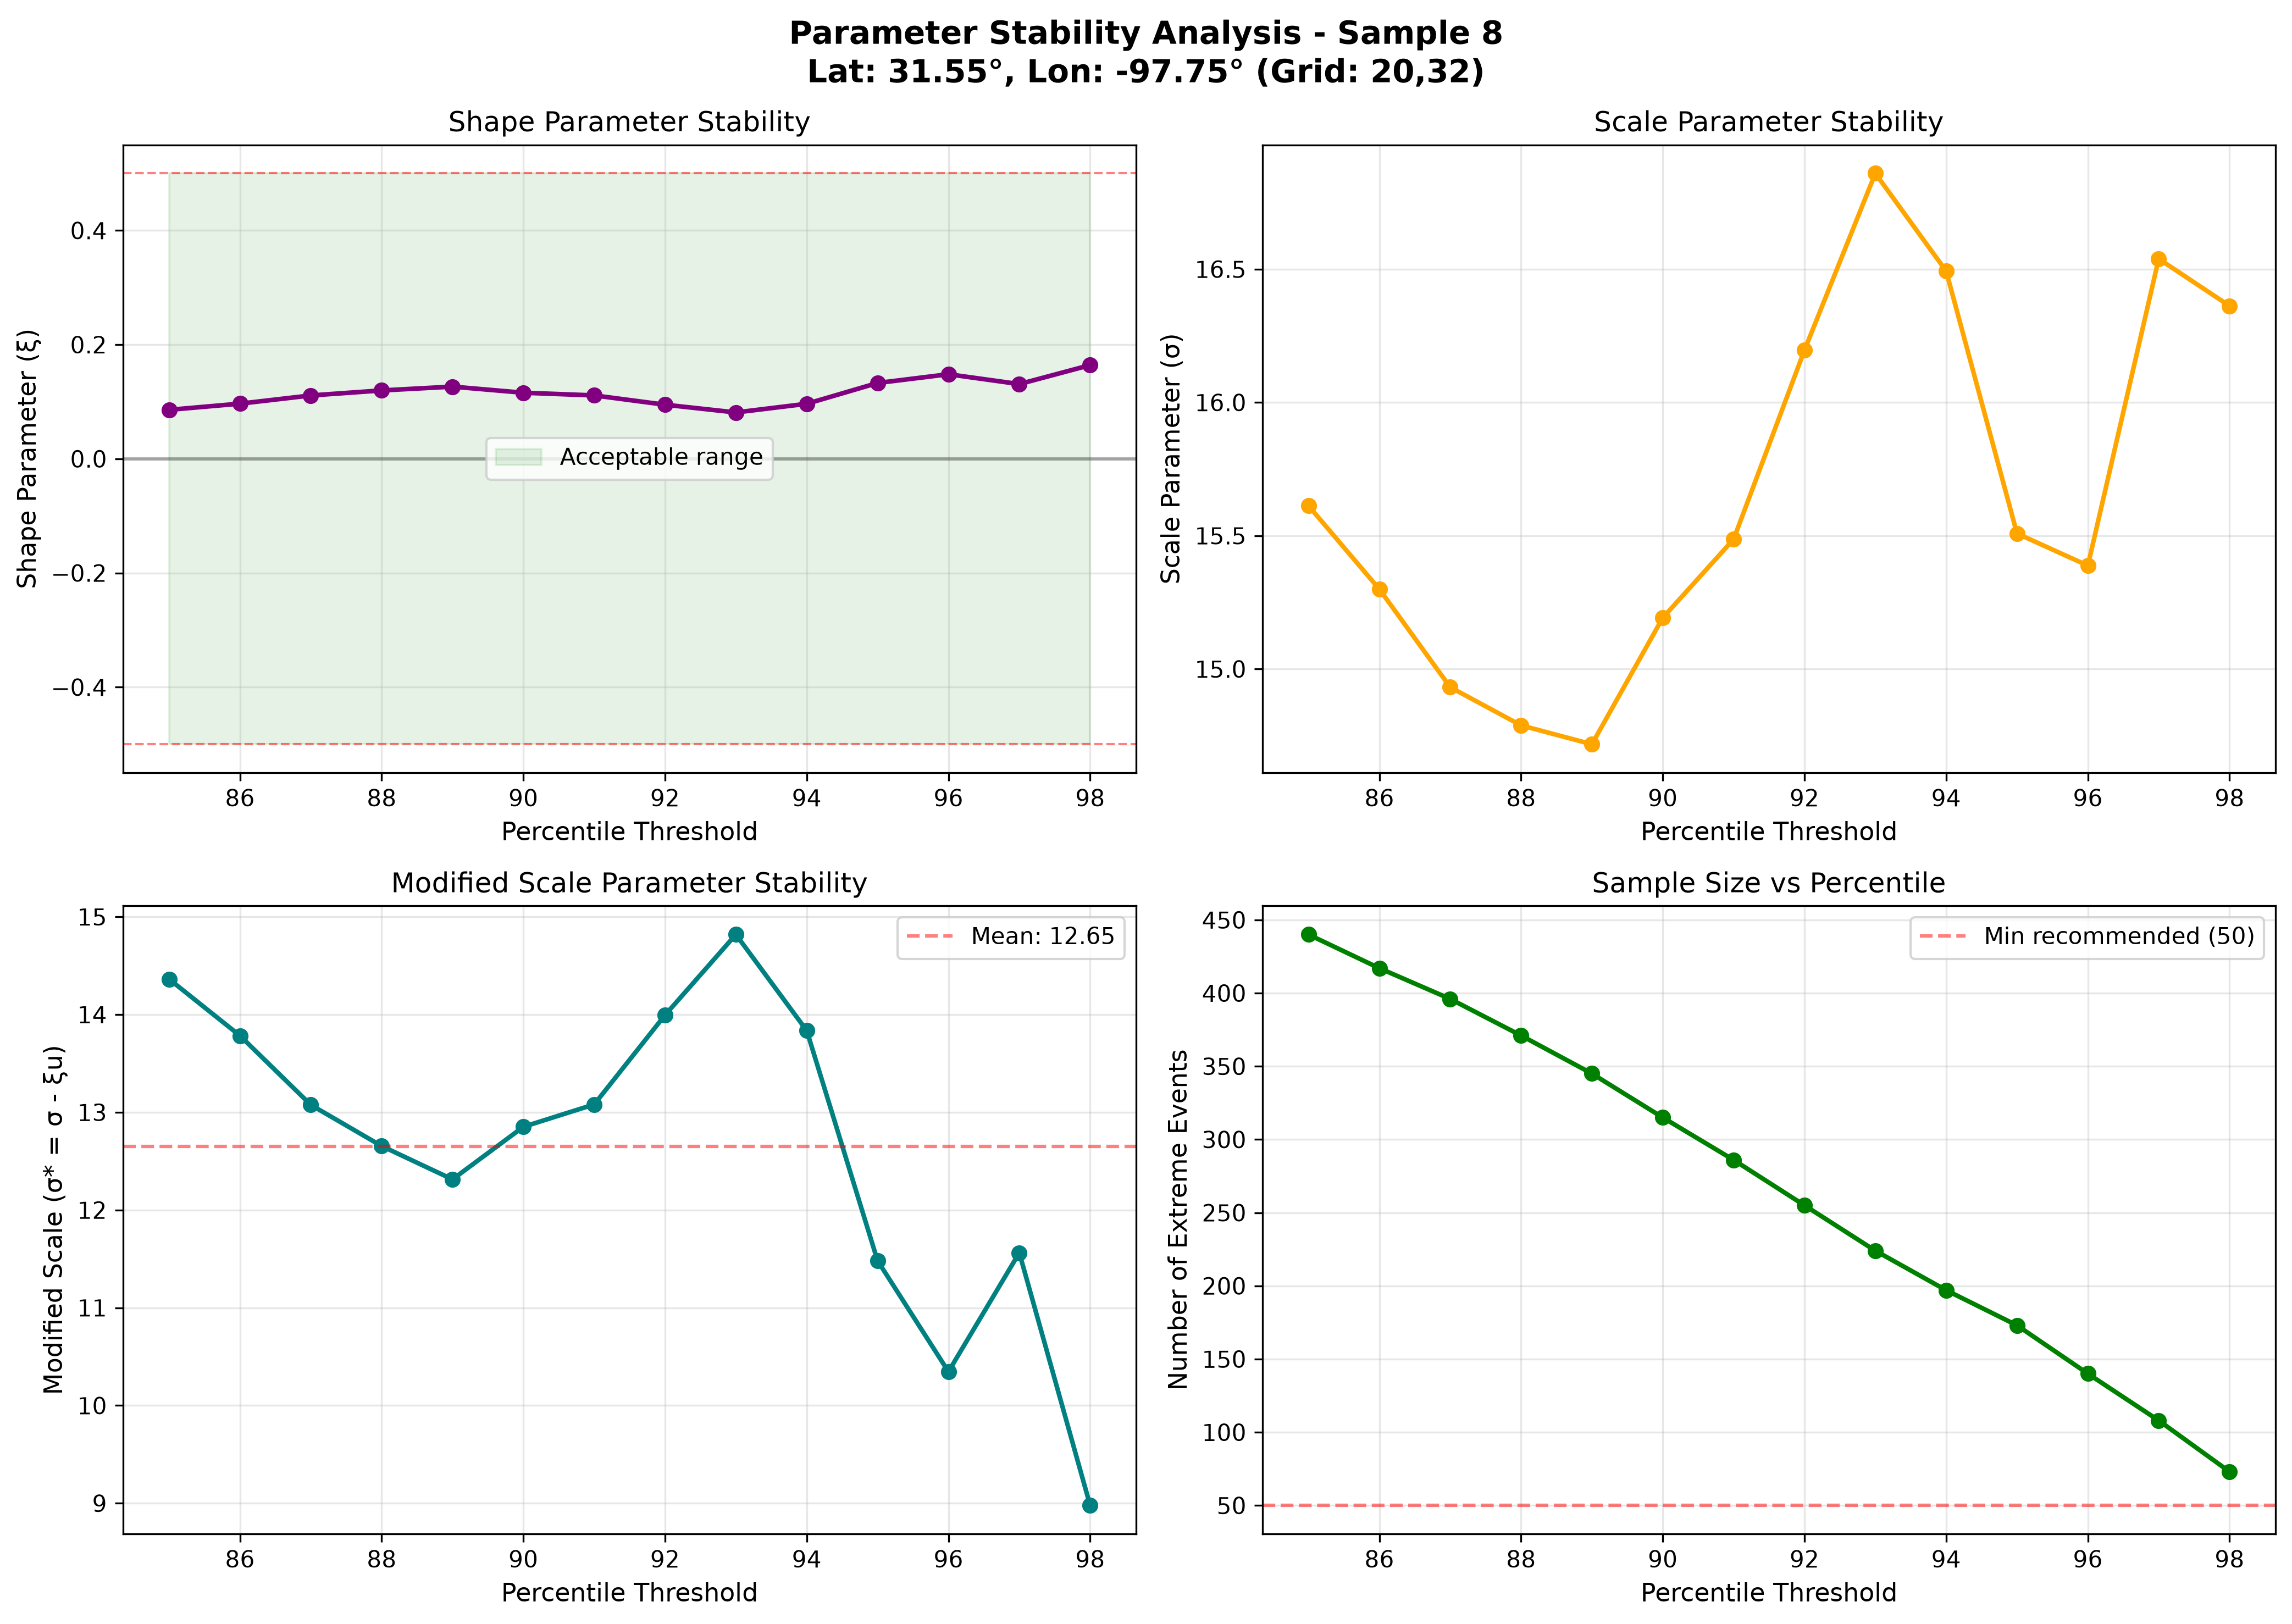 Parameter Stability Analysis - Sample 8
Lat: 31.55°, Lon: -97.75° (Grid: 20,32)
Shape Parameter Stability
Shape Parameter (ξ)
0.4
0.2
0.0
−0.2
−0.4
Acceptable range
86 88 90 92 94 96 98
Percentile Threshold
Scale Parameter Stability
Scale Parameter (σ)
16.5
16.0
15.5
15.0
86 88 90 92 94 96 98
Percentile Threshold
Modified Scale Parameter Stability
Modified Scale (σ* = σ - ξu)
15
14
13
12
11
10
9
Mean: 12.65
86 88 90 92 94 96 98
Percentile Threshold
Sample Size vs Percentile
Number of Extreme Events
450
400
350
300
250
200
150
100
50
Min recommended (50)
86 88 90 92 94 96 98
Percentile Threshold